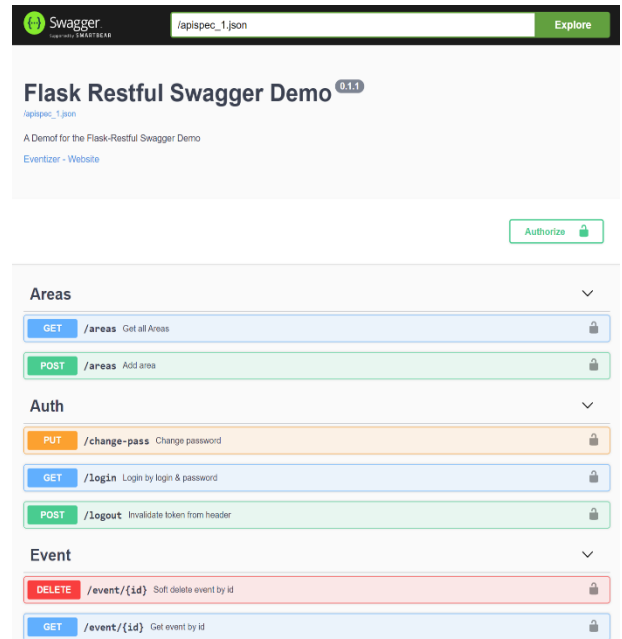 Swagger.
Supported by SMARTBEAR
/apispec_1.json
Explore
Flask Restful Swagger Demo 0.1.1
/apispec_1.json
A Demof for the Flask-Restful Swagger Demo
Eventizer - Website
Authorize
Areas
GET /areas Get all Areas
POST /areas Add area
Auth
PUT /change-pass Change password
GET /login Login by login & password
POST /logout Invalidate token from header
Event
DELETE /event/{id} Soft delete event by id
GET /event/{id} Get event by id